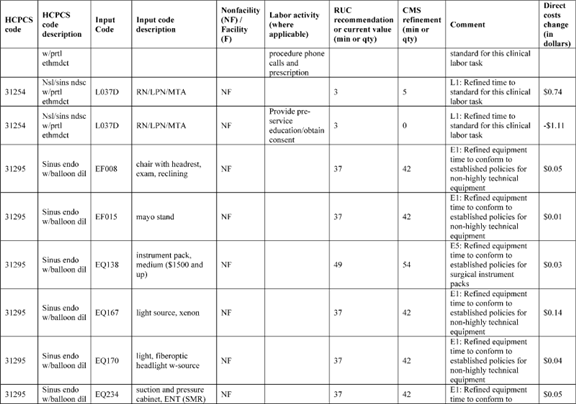 HCPCS code | HCPCS code description | Input Code | Input code description | Nonfacility (NF) / Facility (F) | Labor activity (where applicable) | RUC recommendation or current value (min or qty) | CMS refinement (min or qty) | Comment | Direct costs change (in dollars)
w/prtl ethmdct | procedure phone calls and prescription | standard for this clinical labor task
31254 | Nsl/sins ndsc w/prtl ethmdct | L037D | RN/LPN/MTA | NF | 3 | 5 | L1: Refined time to standard for this clinical labor task | $0.74
31254 | Nsl/sins ndsc w/prtl ethmdct | L037D | RN/LPN/MTA | NF | Provide pre-service education/obtain consent | 3 | 0 | L1: Refined time to standard for this clinical labor task | -$1.11
31295 | Sinus endo w/balloon dil | EF008 | chair with headrest, exam, reclining | NF | 37 | 42 | E1: Refined equipment time to conform to established policies for non-highly technical equipment | $0.05
31295 | Sinus endo w/balloon dil | EF015 | mayo stand | NF | 37 | 42 | E1: Refined equipment time to conform to established policies for non-highly technical equipment | $0.01
31295 | Sinus endo w/balloon dil | EQ138 | instrument pack, medium ($1500 and up) | NF | 49 | 54 | E5: Refined equipment time to conform to established policies for surgical instrument packs | $0.03
31295 | Sinus endo w/balloon dil | EQ167 | light source, xenon | NF | 37 | 42 | E1: Refined equipment time to conform to established policies for non-highly technical equipment | $0.14
31295 | Sinus endo w/balloon dil | EQ170 | light, fiberoptic headlight w-source | NF | 37 | 42 | E1: Refined equipment time to conform to established policies for non-highly technical equipment | $0.04
31295 | Sinus endo w/balloon dil | EQ234 | suction and pressure cabinet, ENT (SMR) | NF | 37 | 42 | E1: Refined equipment time to conform to | $0.05